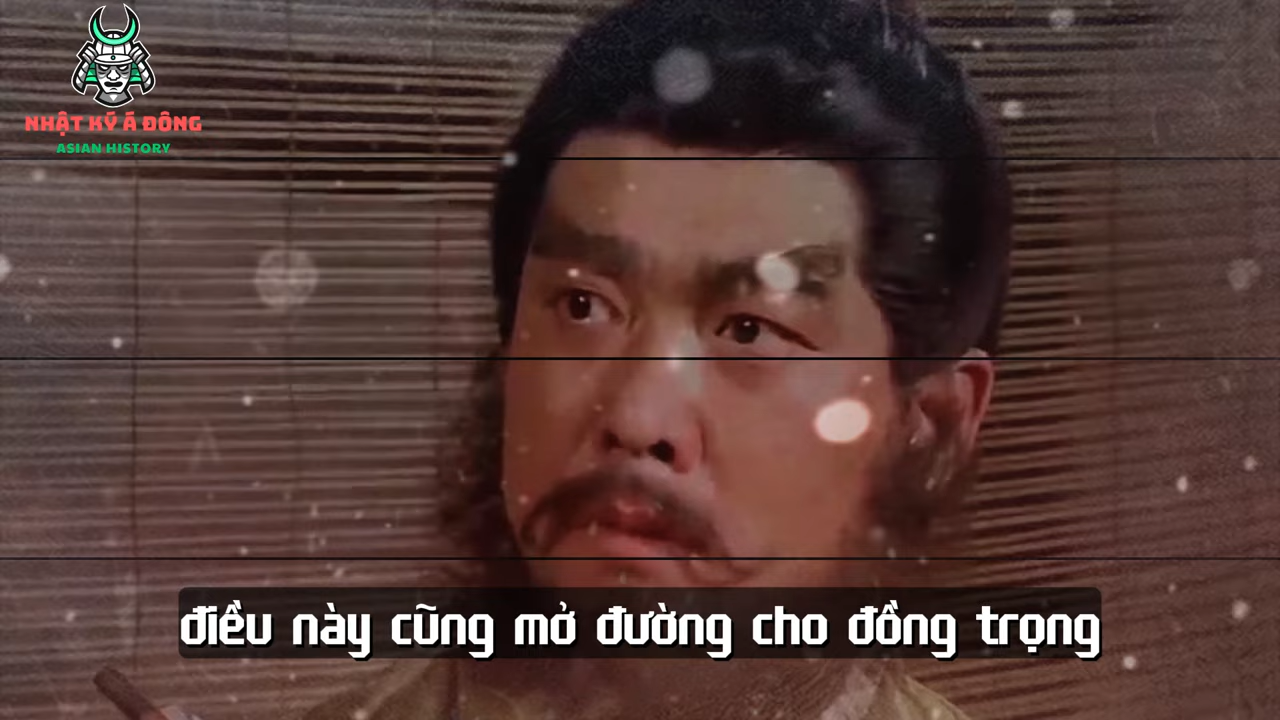 NHẬT KÝ Á ĐÔNG
ASIAN HISTORY
điều này cũng mở đường cho đồng trọng